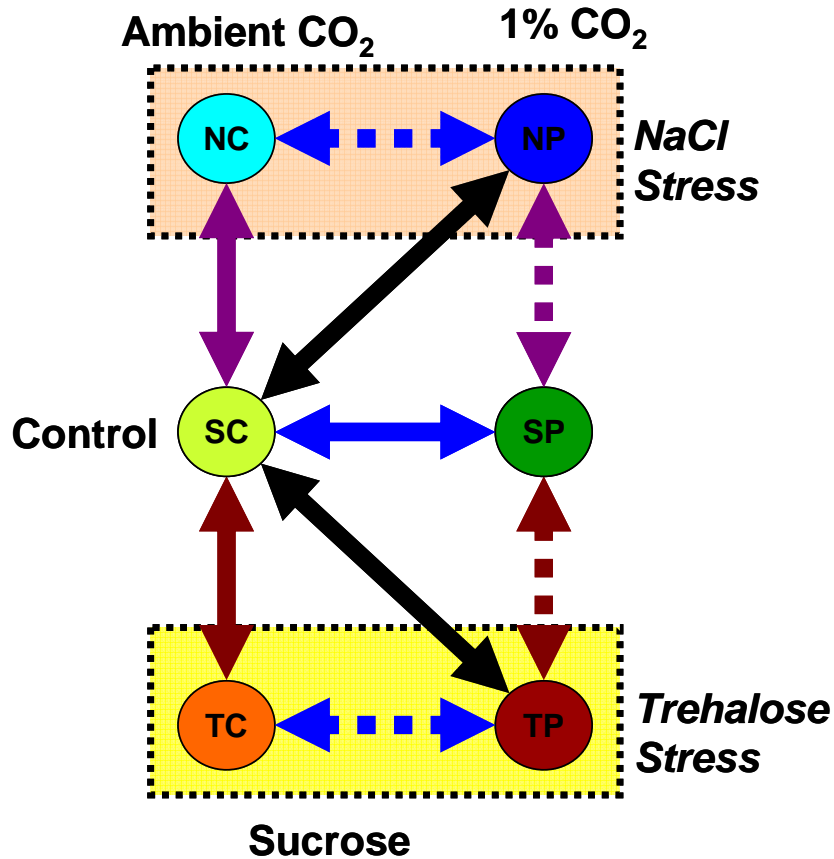 Ambient CO₂
1% CO₂
NC
NP
NaCl
Stress
Control
SC
SP
TC
TP
Trehalose
Stress
Sucrose